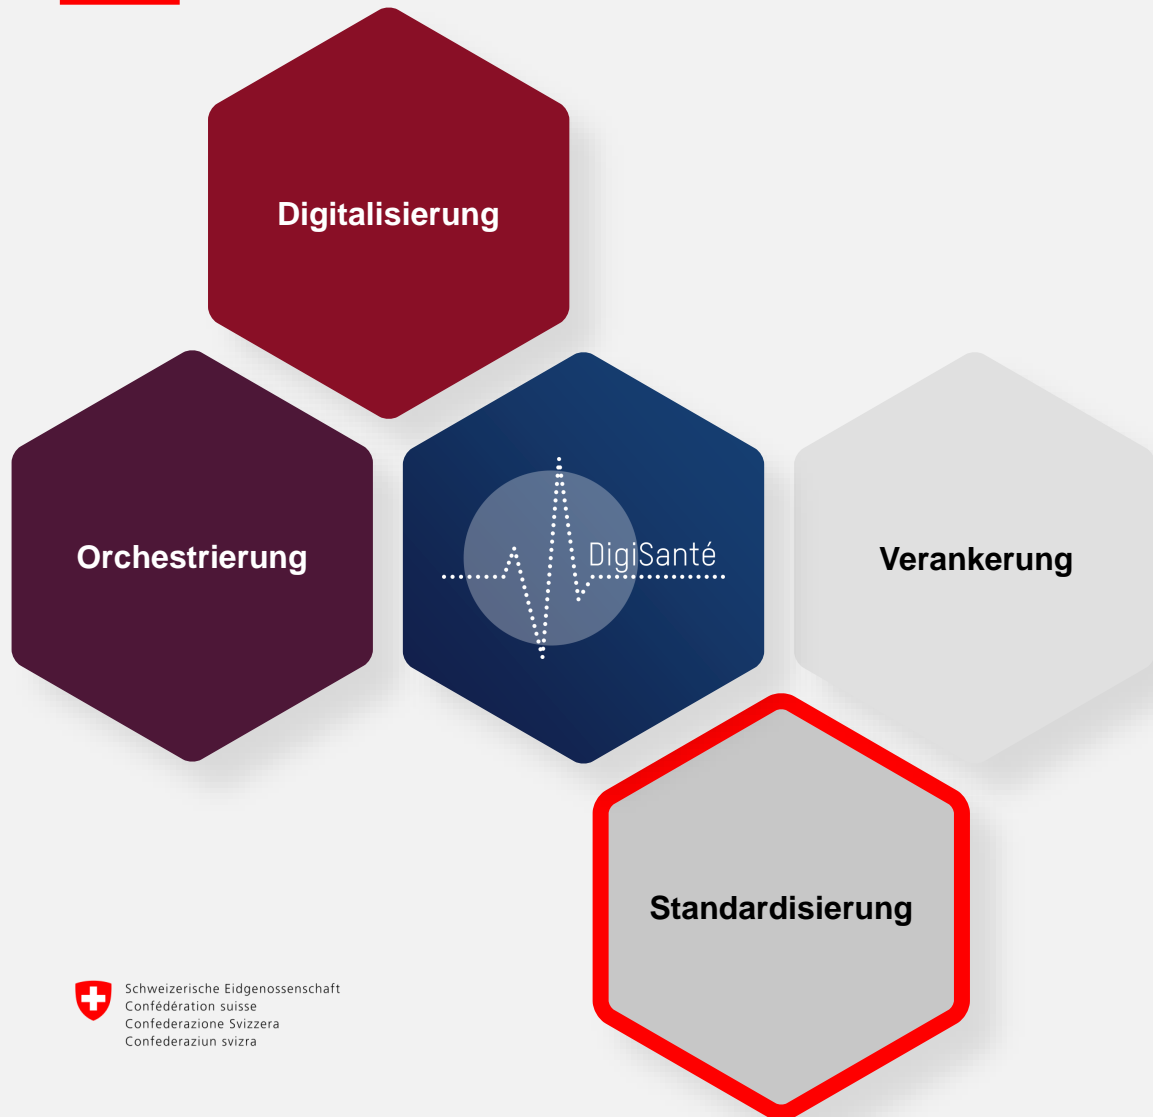 Digitalisierung
Orchestrierung
DigiSanté
Verankerung
Standardisierung
Schweizerische Eidgenossenschaft
Confédération suisse
Confederazione Svizzera
Confederaziun svizra